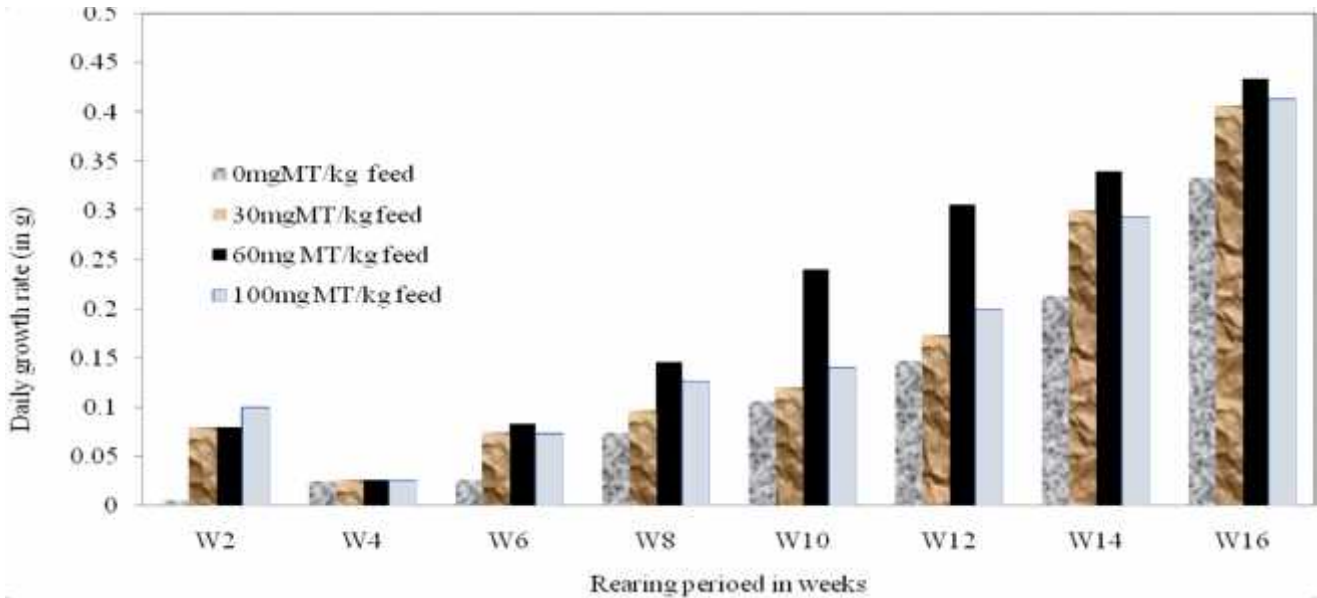 0.5
0.45
0.4
0.35
0.3
0.25
0.2
0.15
0.1
0.05
0
Daily growth rate (in g)
0mgMT/kg feed
30mgMT/kg feed
60mg MT/kg feed
100mg MT/kg feed
W2 W4 W6 W8 W10 W12 W14 W16
Rearing perioed in weeks